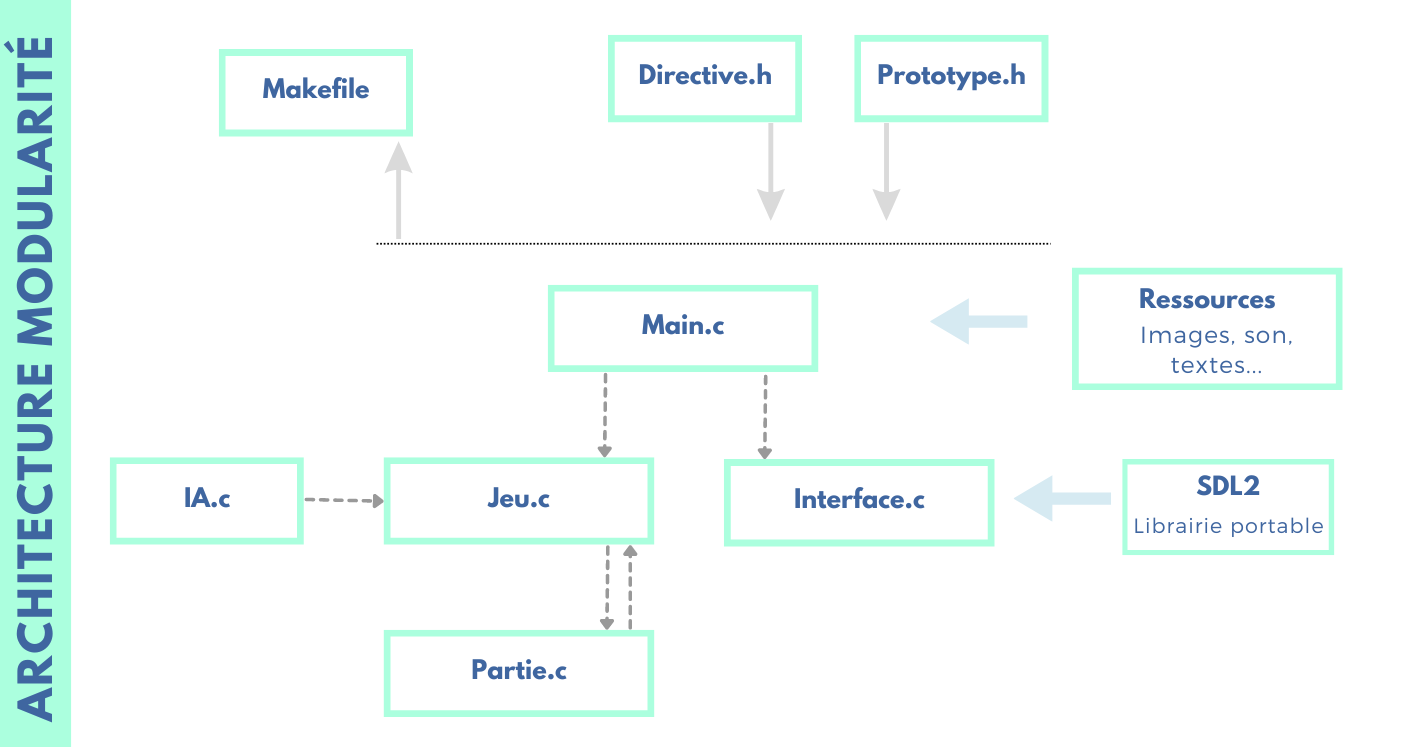 ARCHITECTURE MODULARITÉ
Makefile
Directive.h
Prototype.h
Main.c
Ressources
Images, son,
textes...
IA.c
Jeu.c
Interface.c
SDL2
Librairie portable
Partie.c